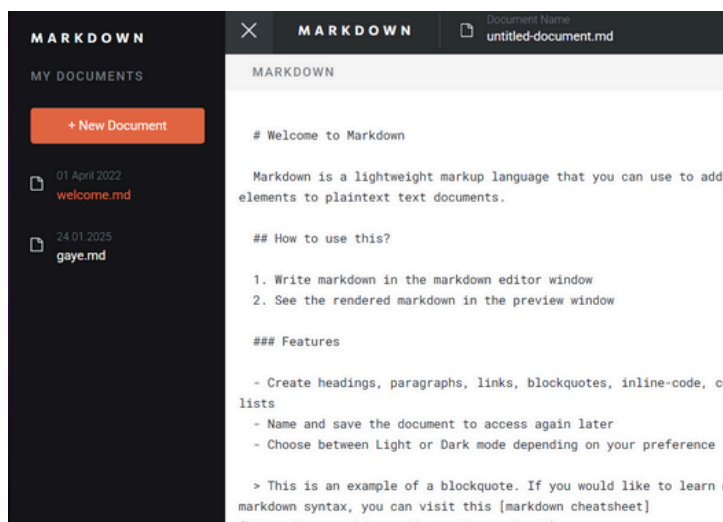 MARKDOWN
MY DOCUMENTS
+ New Document
01 April 2022
welcome.md
24.01.2025
gaye.md
MARKDOWN
Document Name
untitled-document.md
MARKDOWN
# Welcome to Markdown
Markdown is a lightweight markup language that you can use to add
elements to plaintext text documents.
## How to use this?
1. Write markdown in the markdown editor window
2. See the rendered markdown in the preview window
### Features
- Create headings, paragraphs, links, blockquotes, inline-code,
lists
- Name and save the document to access again later
- Choose between Light or Dark mode depending on your preference
> This is an example of a blockquote. If you would like to learn
markdown syntax, you can visit this [markdown cheatsheet]